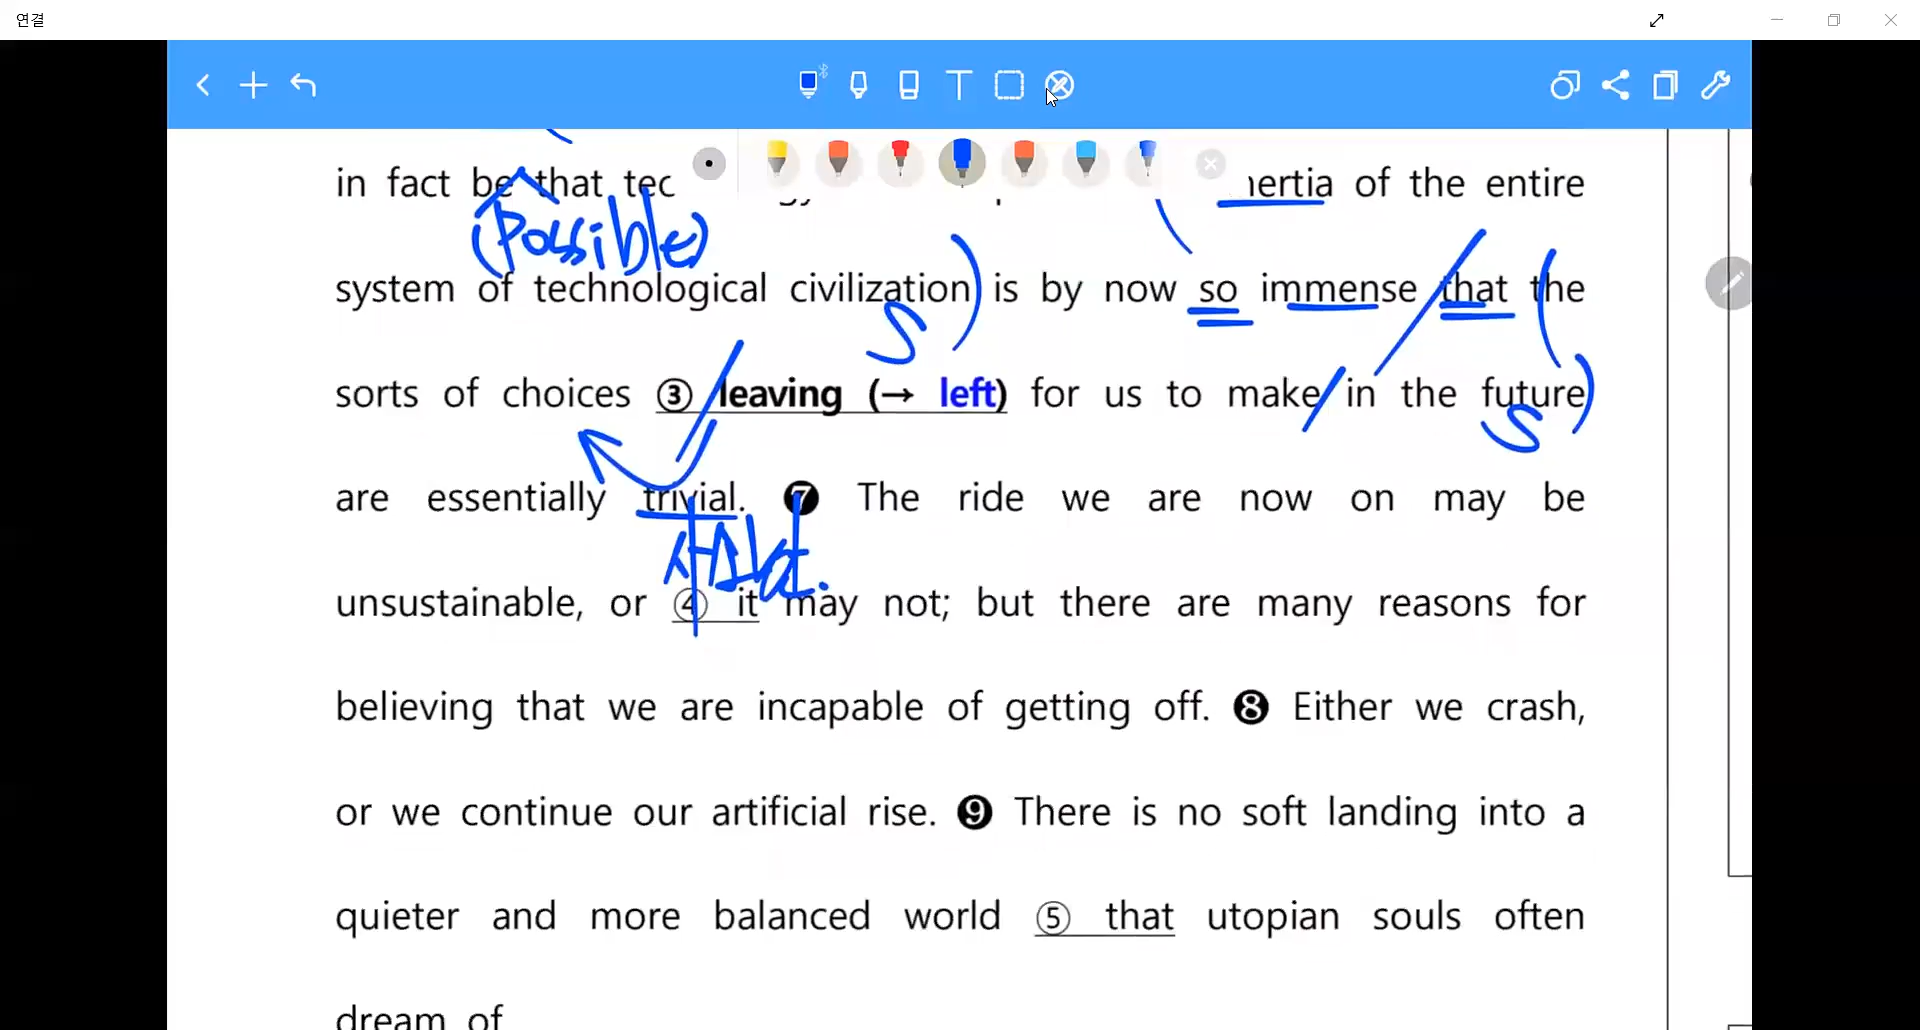 연결
in fact be that tec nertia of the entire
(possible)
system of technological civilization) is by now so immense that (the
S
sorts of choices ③ leaving (→ left) for us to make / in the future)
S
are essentially trivial. ❼ The ride we are now on may be
unsustainable, or ④ it may not; but there are many reasons for
believing that we are incapable of getting off. ❽ Either we crash,
or we continue our artificial rise. ❾ There is no soft landing into a
quieter and more balanced world ⑤ that utopian souls often
dream of